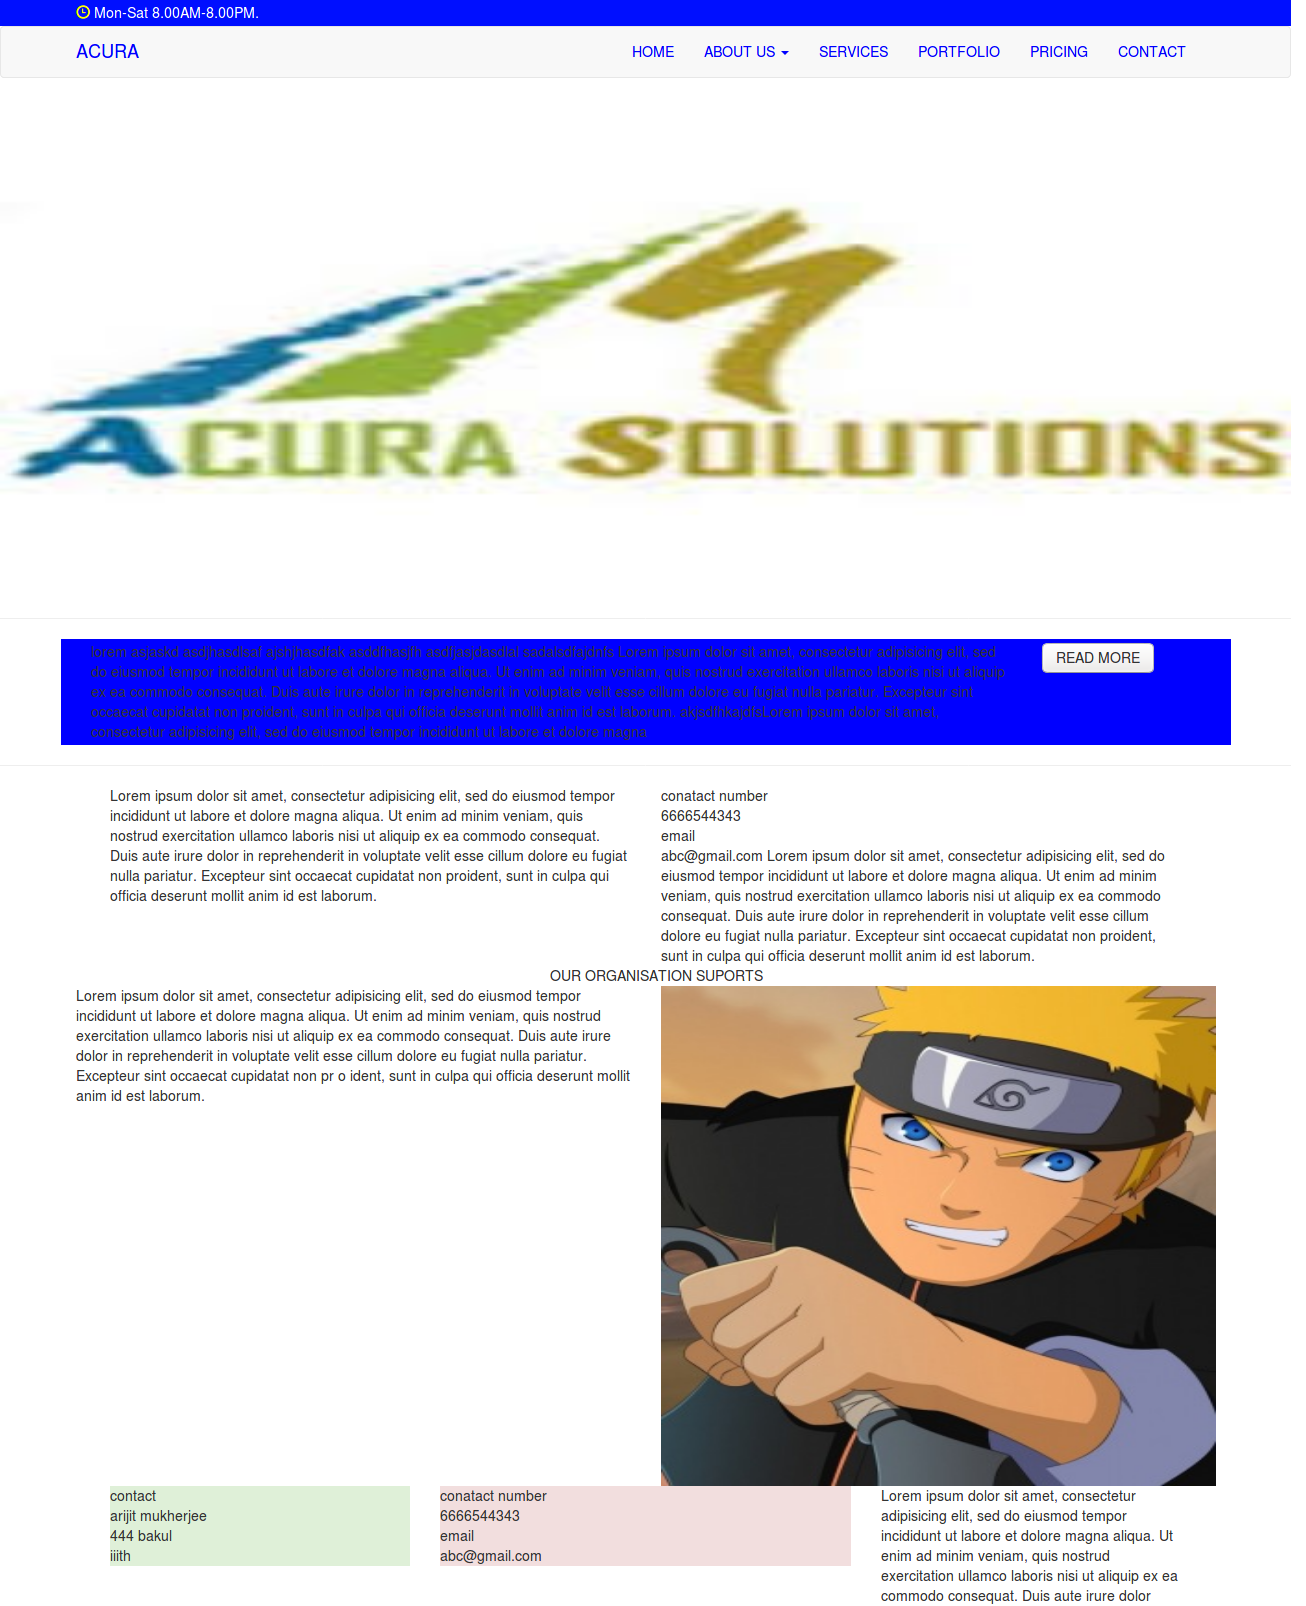 Mon-Sat 8.00AM-8.00PM.
ACURA HOME ABOUT US SERVICES PORTFOLIO PRICING CONTACT
ACURA SOLUTIONS
lorem asjaskd asdjhasdlsaf ajshjhasdfak asddfhasjfh asdfjasjdasdlal sadalsdfajdnfs Lorem ipsum dolor sit amet, consectetur adipisicing elit, sed
do eiusmod tempor incididunt ut labore et dolore magna aliqua. Ut enim ad minim veniam, quis nostrud exercitation ullamco laboris nisi ut aliquip
ex ea commodo consequat. Duis aute irure dolor in reprehenderit in voluptate velit esse cillum dolore eu fugiat nulla pariatur. Excepteur sint
occaecat cupidatat non proident, sunt in culpa qui officia deserunt mollit anim id est laborum. akjsdfhkajdfsLorem ipsum dolor sit amet,
consectetur adipisicing elit, sed do eiusmod tempor incididunt ut labore et dolore magna
READ MORE
Lorem ipsum dolor sit amet, consectetur adipisicing elit, sed do eiusmod tempor
incididunt ut labore et dolore magna aliqua. Ut enim ad minim veniam, quis
nostrud exercitation ullamco laboris nisi ut aliquip ex ea commodo consequat.
Duis aute irure dolor in reprehenderit in voluptate velit esse cillum dolore eu fugiat
nulla pariatur. Excepteur sint occaecat cupidatat non proident, sunt in culpa qui
officia deserunt mollit anim id est laborum.
conatact number
6666544343
email
abc@gmail.com Lorem ipsum dolor sit amet, consectetur adipisicing elit, sed do
eiusmod tempor incididunt ut labore et dolore magna aliqua. Ut enim ad minim
veniam, quis nostrud exercitation ullamco laboris nisi ut aliquip ex ea commodo
consequat. Duis aute irure dolor in reprehenderit in voluptate velit esse cillum
dolore eu fugiat nulla pariatur. Excepteur sint occaecat cupidatat non proident,
sunt in culpa qui officia deserunt mollit anim id est laborum.
OUR ORGANISATION SUPORTS
Lorem ipsum dolor sit amet, consectetur adipisicing elit, sed do eiusmod tempor
incididunt ut labore et dolore magna aliqua. Ut enim ad minim veniam, quis nostrud
exercitation ullamco laboris nisi ut aliquip ex ea commodo consequat. Duis aute irure
dolor in reprehenderit in voluptate velit esse cillum dolore eu fugiat nulla pariatur.
Excepteur sint occaecat cupidatat non pr o ident, sunt in culpa qui officia deserunt mollit
anim id est laborum.
contact
arijit mukherjee
444 bakul
iiith
conatact number
6666544343
email
abc@gmail.com
Lorem ipsum dolor sit amet, consectetur
adipisicing elit, sed do eiusmod tempor
incididunt ut labore et dolore magna aliqua. Ut
enim ad minim veniam, quis nostrud
exercitation ullamco laboris nisi ut aliquip ex ea
commodo consequat. Duis aute irure dolor